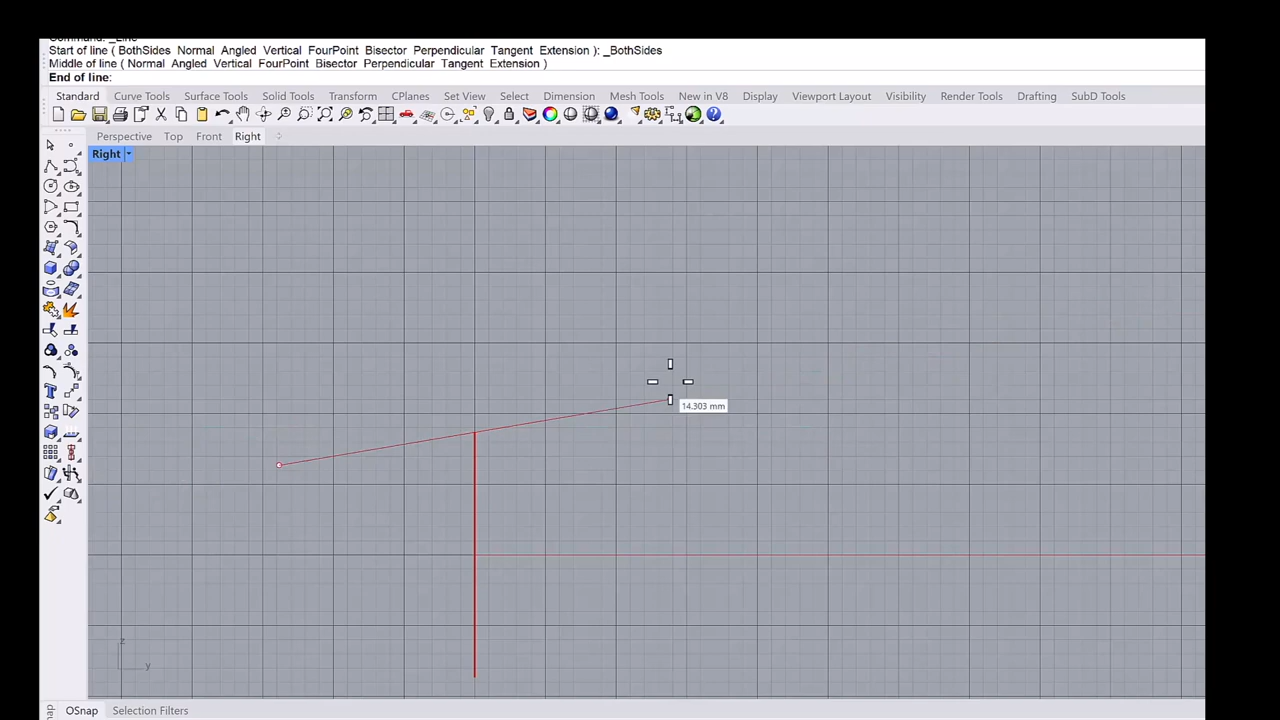 Command: _Line
Start of line ( BothSides Normal Angled Vertical FourPoint Bisector Perpendicular Tangent Extension ): _BothSides
Middle of line ( Normal Angled Vertical FourPoint Bisector Perpendicular Tangent Extension )
End of line:
Standard Curve Tools Surface Tools Solid Tools Transform CPlanes Set View Select Dimension Mesh Tools New in V8 Display Viewport Layout Visibility Render Tools Drafting SubD Tools
Perspective Top Front Right
Right
14.303 mm
z
y
OSnap Selection Filters